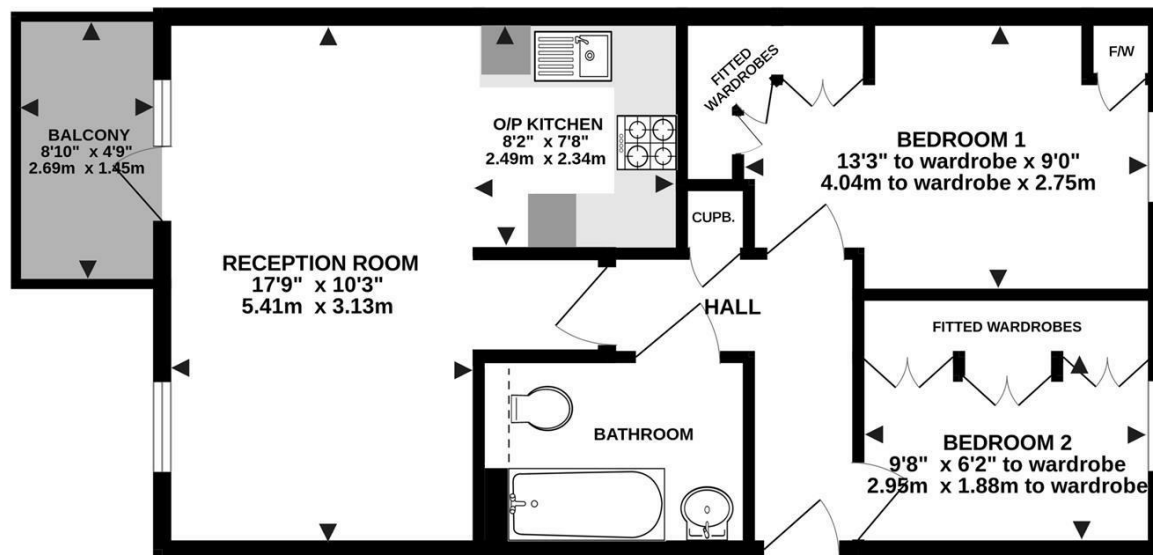 BALCONY
8'10" x 4'9"
2.69m x 1.45m
RECEPTION ROOM
17'9" x 10'3"
5.41m x 3.13m
O/P KITCHEN
8'2" x 7'8"
2.49m x 2.34m
FITTED
WARDROBES
CUPB.
HALL
BATHROOM
F/W
BEDROOM 1
13'3" to wardrobe x 9'0"
4.04m to wardrobe x 2.75m
FITTED WARDROBES
BEDROOM 2
9'8" x 6'2" to wardrobe
2.95m x 1.88m to wardrobe